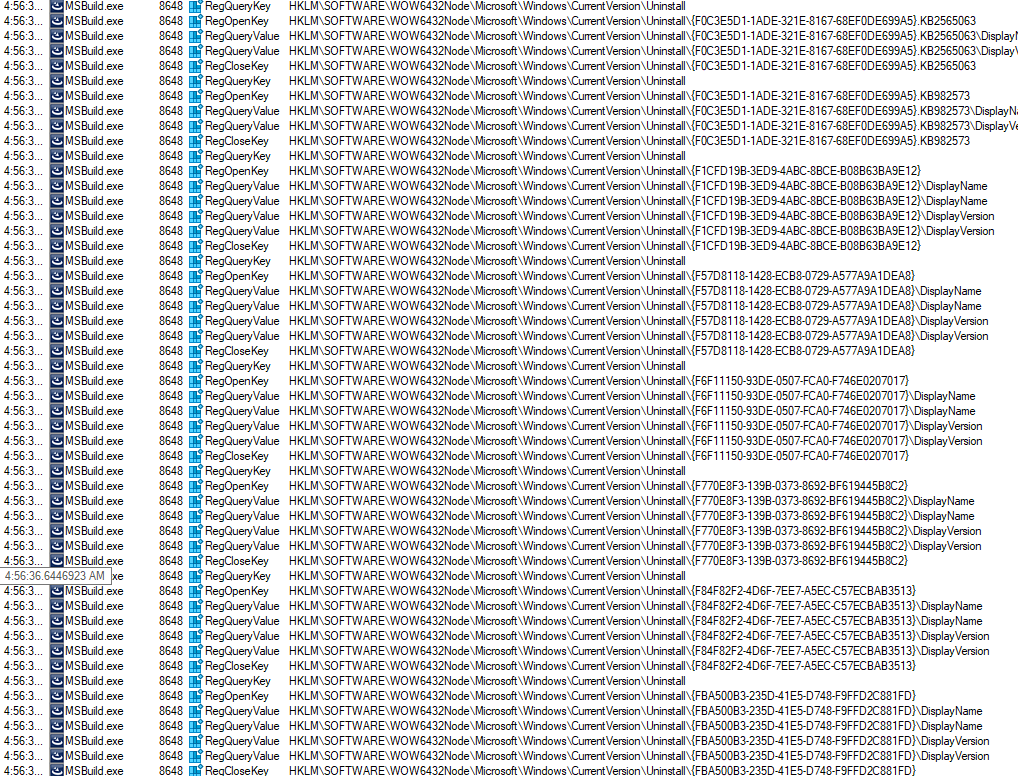 4:56:3... MSBuild.exe 8648 RegQueryKey HKLM\SOFTWARE\WOW6432Node\Microsoft\Windows\CurrentVersion\Uninstall
4:56:3... MSBuild.exe 8648 RegOpenKey HKLM\SOFTWARE\WOW6432Node\Microsoft\Windows\CurrentVersion\Uninstall\{F0C3E5D1-1ADE-321E-8167-68EF0DE699A5}.KB2565063
4:56:3... MSBuild.exe 8648 RegQueryValue HKLM\SOFTWARE\WOW6432Node\Microsoft\Windows\CurrentVersion\Uninstall\{F0C3E5D1-1ADE-321E-8167-68EF0DE699A5}.KB2565063\DisplayN
4:56:3... MSBuild.exe 8648 RegQueryValue HKLM\SOFTWARE\WOW6432Node\Microsoft\Windows\CurrentVersion\Uninstall\{F0C3E5D1-1ADE-321E-8167-68EF0DE699A5}.KB2565063\DisplayV
4:56:3... MSBuild.exe 8648 RegCloseKey HKLM\SOFTWARE\WOW6432Node\Microsoft\Windows\CurrentVersion\Uninstall\{F0C3E5D1-1ADE-321E-8167-68EF0DE699A5}.KB2565063
4:56:3... MSBuild.exe 8648 RegQueryKey HKLM\SOFTWARE\WOW6432Node\Microsoft\Windows\CurrentVersion\Uninstall
4:56:3... MSBuild.exe 8648 RegOpenKey HKLM\SOFTWARE\WOW6432Node\Microsoft\Windows\CurrentVersion\Uninstall\{F0C3E5D1-1ADE-321E-8167-68EF0DE699A5}.KB982573
4:56:3... MSBuild.exe 8648 RegQueryValue HKLM\SOFTWARE\WOW6432Node\Microsoft\Windows\CurrentVersion\Uninstall\{F0C3E5D1-1ADE-321E-8167-68EF0DE699A5}.KB982573\DisplayNa
4:56:3... MSBuild.exe 8648 RegQueryValue HKLM\SOFTWARE\WOW6432Node\Microsoft\Windows\CurrentVersion\Uninstall\{F0C3E5D1-1ADE-321E-8167-68EF0DE699A5}.KB982573\DisplayVe
4:56:3... MSBuild.exe 8648 RegCloseKey HKLM\SOFTWARE\WOW6432Node\Microsoft\Windows\CurrentVersion\Uninstall\{F0C3E5D1-1ADE-321E-8167-68EF0DE699A5}.KB982573
4:56:3... MSBuild.exe 8648 RegQueryKey HKLM\SOFTWARE\WOW6432Node\Microsoft\Windows\CurrentVersion\Uninstall
4:56:3... MSBuild.exe 8648 RegOpenKey HKLM\SOFTWARE\WOW6432Node\Microsoft\Windows\CurrentVersion\Uninstall\{F1CFD19B-3ED9-4ABC-8BCE-B08B63BA9E12}
4:56:3... MSBuild.exe 8648 RegQueryValue HKLM\SOFTWARE\WOW6432Node\Microsoft\Windows\CurrentVersion\Uninstall\{F1CFD19B-3ED9-4ABC-8BCE-B08B63BA9E12}\DisplayName
4:56:3... MSBuild.exe 8648 RegQueryValue HKLM\SOFTWARE\WOW6432Node\Microsoft\Windows\CurrentVersion\Uninstall\{F1CFD19B-3ED9-4ABC-8BCE-B08B63BA9E12}\DisplayName
4:56:3... MSBuild.exe 8648 RegQueryValue HKLM\SOFTWARE\WOW6432Node\Microsoft\Windows\CurrentVersion\Uninstall\{F1CFD19B-3ED9-4ABC-8BCE-B08B63BA9E12}\DisplayVersion
4:56:3... MSBuild.exe 8648 RegQueryValue HKLM\SOFTWARE\WOW6432Node\Microsoft\Windows\CurrentVersion\Uninstall\{F1CFD19B-3ED9-4ABC-8BCE-B08B63BA9E12}\DisplayVersion
4:56:3... MSBuild.exe 8648 RegCloseKey HKLM\SOFTWARE\WOW6432Node\Microsoft\Windows\CurrentVersion\Uninstall\{F1CFD19B-3ED9-4ABC-8BCE-B08B63BA9E12}
4:56:3... MSBuild.exe 8648 RegQueryKey HKLM\SOFTWARE\WOW6432Node\Microsoft\Windows\CurrentVersion\Uninstall
4:56:3... MSBuild.exe 8648 RegOpenKey HKLM\SOFTWARE\WOW6432Node\Microsoft\Windows\CurrentVersion\Uninstall\{F57D8118-1428-ECB8-0729-A577A9A1DEA8}
4:56:3... MSBuild.exe 8648 RegQueryValue HKLM\SOFTWARE\WOW6432Node\Microsoft\Windows\CurrentVersion\Uninstall\{F57D8118-1428-ECB8-0729-A577A9A1DEA8}\DisplayName
4:56:3... MSBuild.exe 8648 RegQueryValue HKLM\SOFTWARE\WOW6432Node\Microsoft\Windows\CurrentVersion\Uninstall\{F57D8118-1428-ECB8-0729-A577A9A1DEA8}\DisplayName
4:56:3... MSBuild.exe 8648 RegQueryValue HKLM\SOFTWARE\WOW6432Node\Microsoft\Windows\CurrentVersion\Uninstall\{F57D8118-1428-ECB8-0729-A577A9A1DEA8}\DisplayVersion
4:56:3... MSBuild.exe 8648 RegQueryValue HKLM\SOFTWARE\WOW6432Node\Microsoft\Windows\CurrentVersion\Uninstall\{F57D8118-1428-ECB8-0729-A577A9A1DEA8}\DisplayVersion
4:56:3... MSBuild.exe 8648 RegCloseKey HKLM\SOFTWARE\WOW6432Node\Microsoft\Windows\CurrentVersion\Uninstall\{F57D8118-1428-ECB8-0729-A577A9A1DEA8}
4:56:3... MSBuild.exe 8648 RegQueryKey HKLM\SOFTWARE\WOW6432Node\Microsoft\Windows\CurrentVersion\Uninstall
4:56:3... MSBuild.exe 8648 RegOpenKey HKLM\SOFTWARE\WOW6432Node\Microsoft\Windows\CurrentVersion\Uninstall\{F6F11150-93DE-0507-FCA0-F746E0207017}
4:56:3... MSBuild.exe 8648 RegQueryValue HKLM\SOFTWARE\WOW6432Node\Microsoft\Windows\CurrentVersion\Uninstall\{F6F11150-93DE-0507-FCA0-F746E0207017}\DisplayName
4:56:3... MSBuild.exe 8648 RegQueryValue HKLM\SOFTWARE\WOW6432Node\Microsoft\Windows\CurrentVersion\Uninstall\{F6F11150-93DE-0507-FCA0-F746E0207017}\DisplayName
4:56:3... MSBuild.exe 8648 RegQueryValue HKLM\SOFTWARE\WOW6432Node\Microsoft\Windows\CurrentVersion\Uninstall\{F6F11150-93DE-0507-FCA0-F746E0207017}\DisplayVersion
4:56:3... MSBuild.exe 8648 RegQueryValue HKLM\SOFTWARE\WOW6432Node\Microsoft\Windows\CurrentVersion\Uninstall\{F6F11150-93DE-0507-FCA0-F746E0207017}\DisplayVersion
4:56:3... MSBuild.exe 8648 RegCloseKey HKLM\SOFTWARE\WOW6432Node\Microsoft\Windows\CurrentVersion\Uninstall\{F6F11150-93DE-0507-FCA0-F746E0207017}
4:56:3... MSBuild.exe 8648 RegQueryKey HKLM\SOFTWARE\WOW6432Node\Microsoft\Windows\CurrentVersion\Uninstall
4:56:3... MSBuild.exe 8648 RegOpenKey HKLM\SOFTWARE\WOW6432Node\Microsoft\Windows\CurrentVersion\Uninstall\{F770E8F3-139B-0373-8692-BF619445B8C2}
4:56:3... MSBuild.exe 8648 RegQueryValue HKLM\SOFTWARE\WOW6432Node\Microsoft\Windows\CurrentVersion\Uninstall\{F770E8F3-139B-0373-8692-BF619445B8C2}\DisplayName
4:56:3... MSBuild.exe 8648 RegQueryValue HKLM\SOFTWARE\WOW6432Node\Microsoft\Windows\CurrentVersion\Uninstall\{F770E8F3-139B-0373-8692-BF619445B8C2}\DisplayName
4:56:3... MSBuild.exe 8648 RegQueryValue HKLM\SOFTWARE\WOW6432Node\Microsoft\Windows\CurrentVersion\Uninstall\{F770E8F3-139B-0373-8692-BF619445B8C2}\DisplayVersion
4:56:3... MSBuild.exe 8648 RegQueryValue HKLM\SOFTWARE\WOW6432Node\Microsoft\Windows\CurrentVersion\Uninstall\{F770E8F3-139B-0373-8692-BF619445B8C2}\DisplayVersion
4:56:3... MSBuild.exe 8648 RegCloseKey HKLM\SOFTWARE\WOW6432Node\Microsoft\Windows\CurrentVersion\Uninstall\{F770E8F3-139B-0373-8692-BF619445B8C2}
4:56:36.6446923 AM xe 8648 RegQueryKey HKLM\SOFTWARE\WOW6432Node\Microsoft\Windows\CurrentVersion\Uninstall
4:56:3... MSBuild.exe 8648 RegOpenKey HKLM\SOFTWARE\WOW6432Node\Microsoft\Windows\CurrentVersion\Uninstall\{F84F82F2-4D6F-7EE7-A5EC-C57ECBAB3513}
4:56:3... MSBuild.exe 8648 RegQueryValue HKLM\SOFTWARE\WOW6432Node\Microsoft\Windows\CurrentVersion\Uninstall\{F84F82F2-4D6F-7EE7-A5EC-C57ECBAB3513}\DisplayName
4:56:3... MSBuild.exe 8648 RegQueryValue HKLM\SOFTWARE\WOW6432Node\Microsoft\Windows\CurrentVersion\Uninstall\{F84F82F2-4D6F-7EE7-A5EC-C57ECBAB3513}\DisplayName
4:56:3... MSBuild.exe 8648 RegQueryValue HKLM\SOFTWARE\WOW6432Node\Microsoft\Windows\CurrentVersion\Uninstall\{F84F82F2-4D6F-7EE7-A5EC-C57ECBAB3513}\DisplayVersion
4:56:3... MSBuild.exe 8648 RegQueryValue HKLM\SOFTWARE\WOW6432Node\Microsoft\Windows\CurrentVersion\Uninstall\{F84F82F2-4D6F-7EE7-A5EC-C57ECBAB3513}\DisplayVersion
4:56:3... MSBuild.exe 8648 RegCloseKey HKLM\SOFTWARE\WOW6432Node\Microsoft\Windows\CurrentVersion\Uninstall\{F84F82F2-4D6F-7EE7-A5EC-C57ECBAB3513}
4:56:3... MSBuild.exe 8648 RegQueryKey HKLM\SOFTWARE\WOW6432Node\Microsoft\Windows\CurrentVersion\Uninstall
4:56:3... MSBuild.exe 8648 RegOpenKey HKLM\SOFTWARE\WOW6432Node\Microsoft\Windows\CurrentVersion\Uninstall\{FBA500B3-235D-41E5-D748-F9FFD2C881FD}
4:56:3... MSBuild.exe 8648 RegQueryValue HKLM\SOFTWARE\WOW6432Node\Microsoft\Windows\CurrentVersion\Uninstall\{FBA500B3-235D-41E5-D748-F9FFD2C881FD}\DisplayName
4:56:3... MSBuild.exe 8648 RegQueryValue HKLM\SOFTWARE\WOW6432Node\Microsoft\Windows\CurrentVersion\Uninstall\{FBA500B3-235D-41E5-D748-F9FFD2C881FD}\DisplayName
4:56:3... MSBuild.exe 8648 RegQueryValue HKLM\SOFTWARE\WOW6432Node\Microsoft\Windows\CurrentVersion\Uninstall\{FBA500B3-235D-41E5-D748-F9FFD2C881FD}\DisplayVersion
4:56:3... MSBuild.exe 8648 RegQueryValue HKLM\SOFTWARE\WOW6432Node\Microsoft\Windows\CurrentVersion\Uninstall\{FBA500B3-235D-41E5-D748-F9FFD2C881FD}\DisplayVersion
4:56:3... MSBuild.exe 8648 RegCloseKey HKLM\SOFTWARE\WOW6432Node\Microsoft\Windows\CurrentVersion\Uninstall\{FBA500B3-235D-41E5-D748-F9FFD2C881FD}